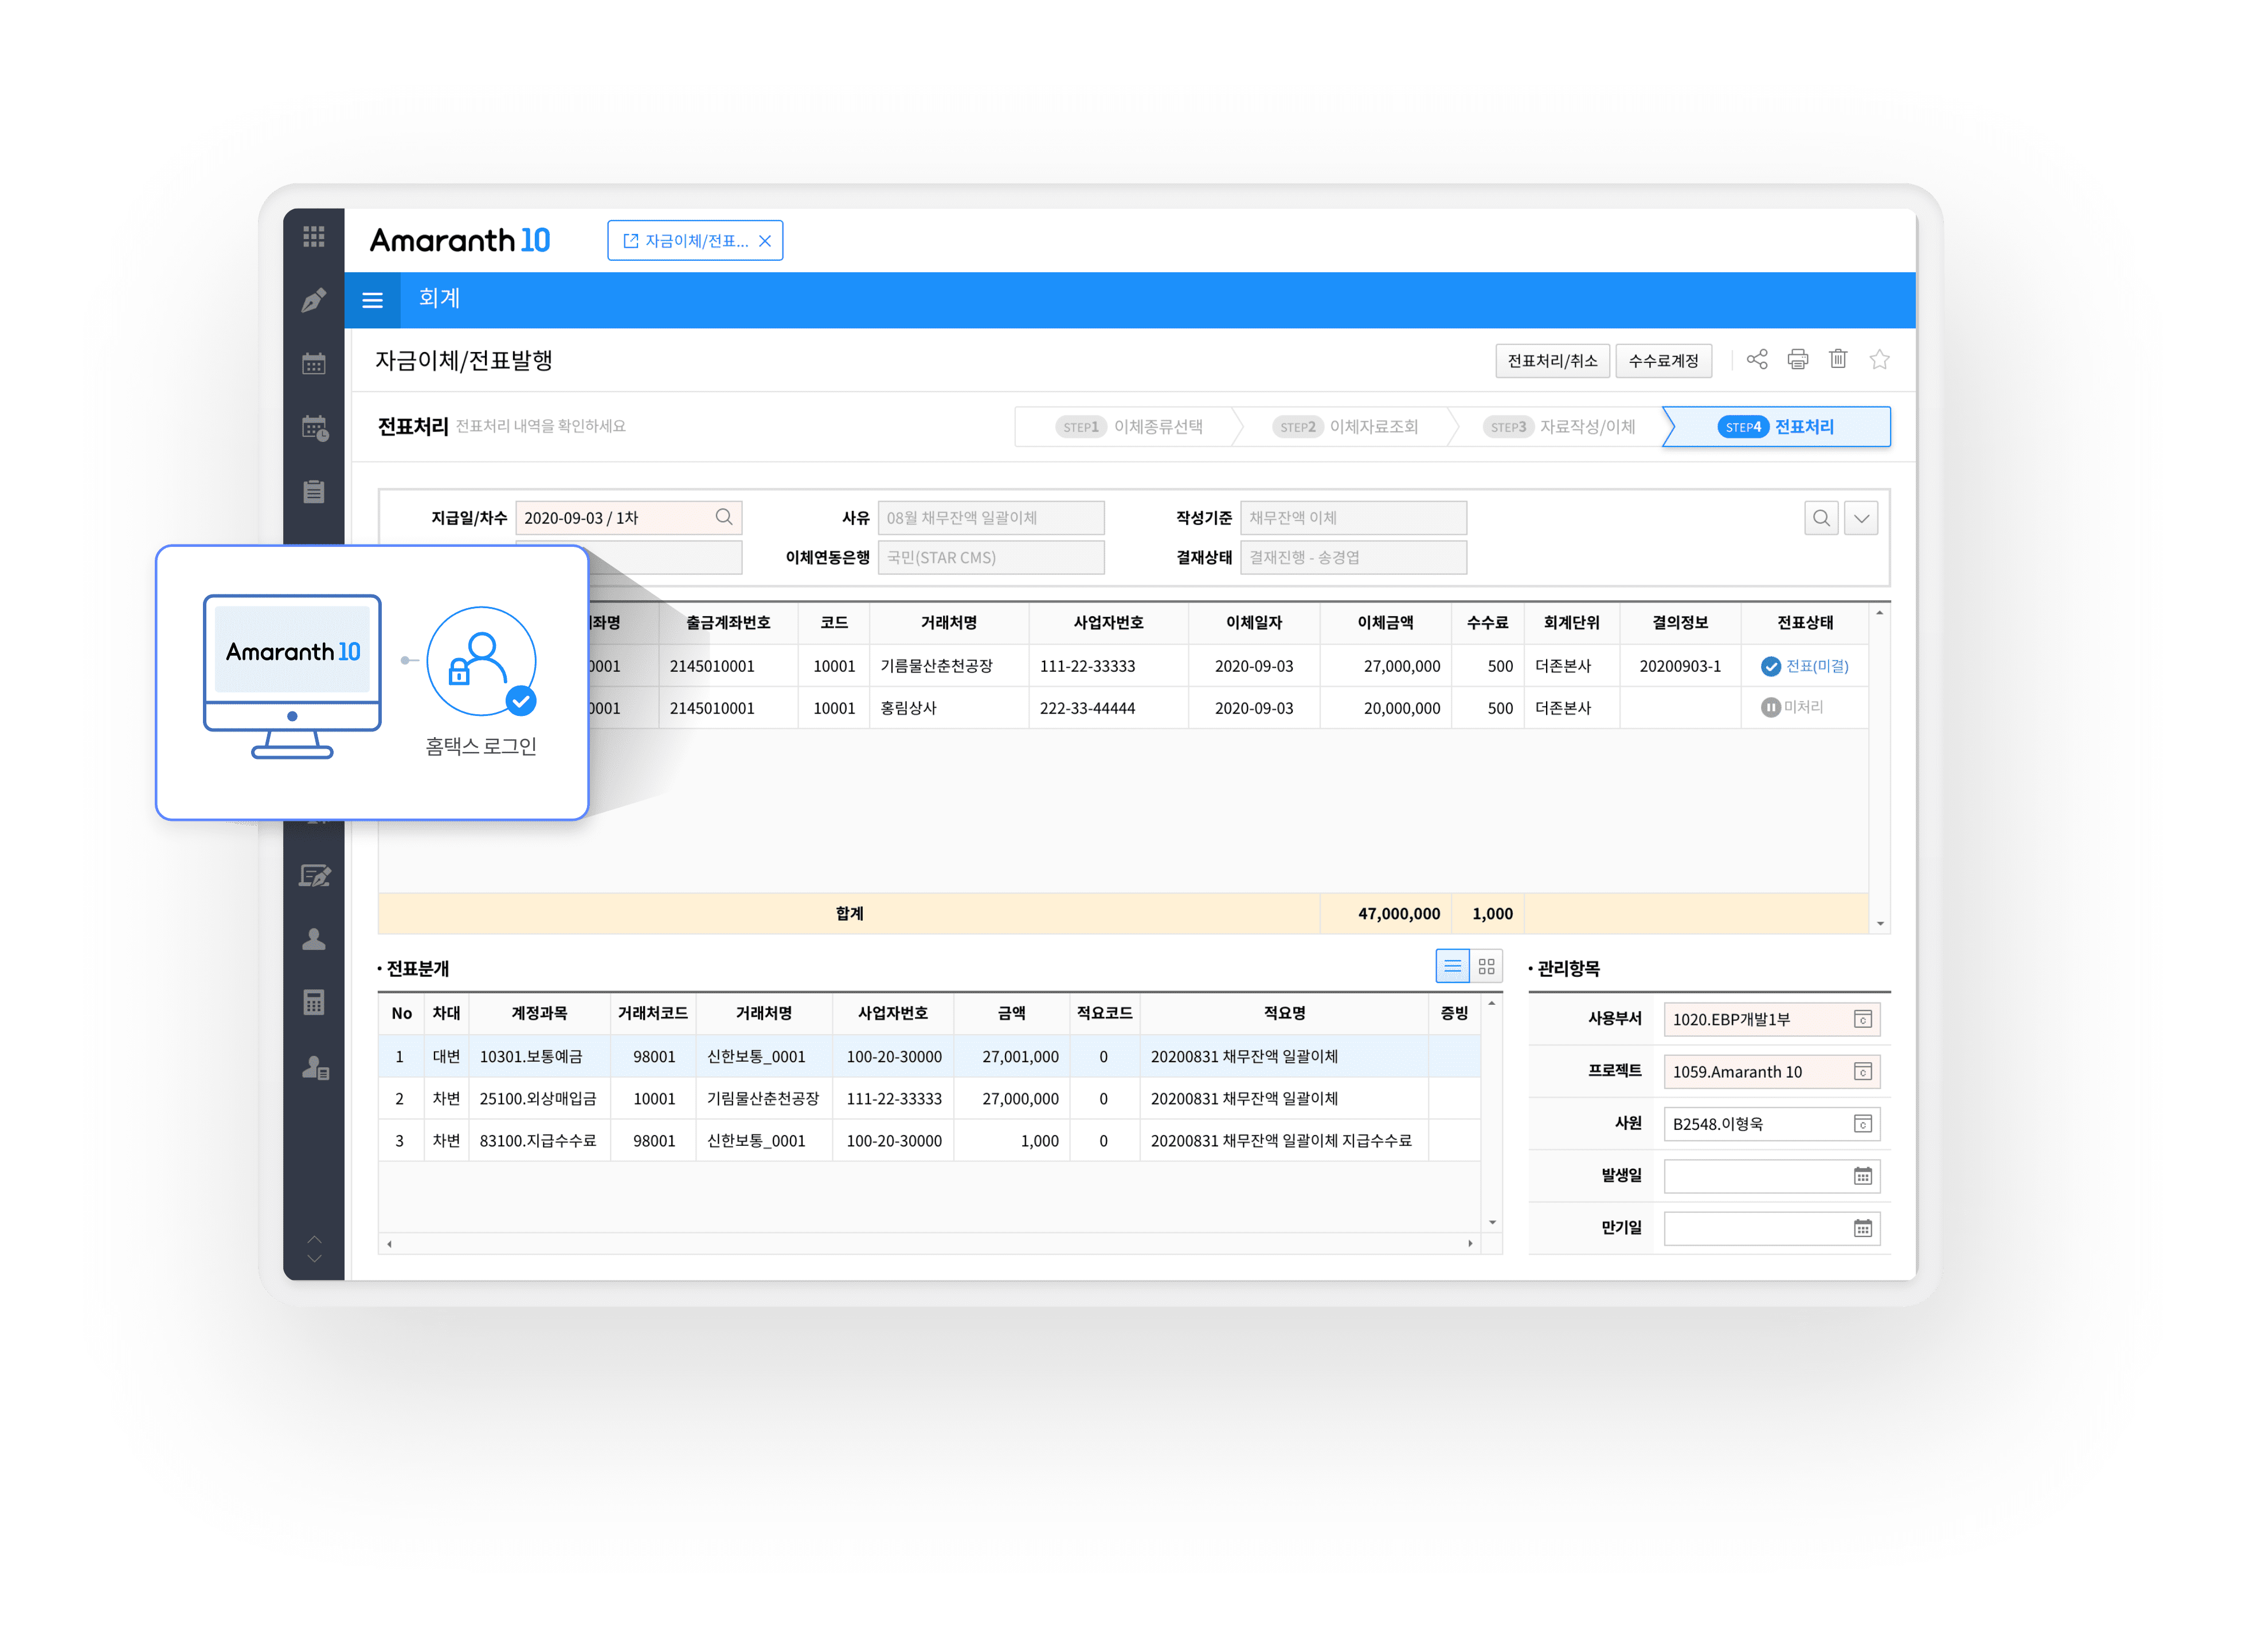 Amaranth 10
자금이체/전표...
회계
자금이체/전표발행
전표처리/취소 수수료계정
전표처리 전표처리 내역을 확인하세요
STEP1 이체종류선택 STEP2 이체자료조회 STEP3 자료작성/이체 STEP4 전표처리
지급일/차수 2020-09-03 / 1차 사유 08월 채무잔액 일괄이체 작성기준 채무잔액 이체
이체연동은행 국민(STAR CMS) 결재상태 결재진행 - 송경엽
Amaranth 10
홈택스 로그인
좌명 출금계좌번호 코드 거래처명 사업자번호 이체일자 이체금액 수수료 회계단위 결의정보 전표상태
0001 2145010001 10001 기름물산춘천공장 111-22-33333 2020-09-03 27,000,000 500 더존본사 20200903-1 전표(미결)
0001 2145010001 10001 홍림상사 222-33-44444 2020-09-03 20,000,000 500 더존본사 미처리
합계 47,000,000 1,000
· 전표분개
No 차대 계정과목 거래처코드 거래처명 사업자번호 금액 적요코드 적요명 증빙
1 대변 10301.보통예금 98001 신한보통_0001 100-20-30000 27,001,000 0 20200831 채무잔액 일괄이체
2 차변 25100.외상매입금 10001 기림물산춘천공장 111-22-33333 27,000,000 0 20200831 채무잔액 일괄이체
3 차변 83100.지급수수료 98001 신한보통_0001 100-20-30000 1,000 0 20200831 채무잔액 일괄이체 지급수수료
· 관리항목
사용부서 1020.EBP개발1부
프로젝트 1059.Amaranth 10
사원 B2548.이형욱
발생일
만기일